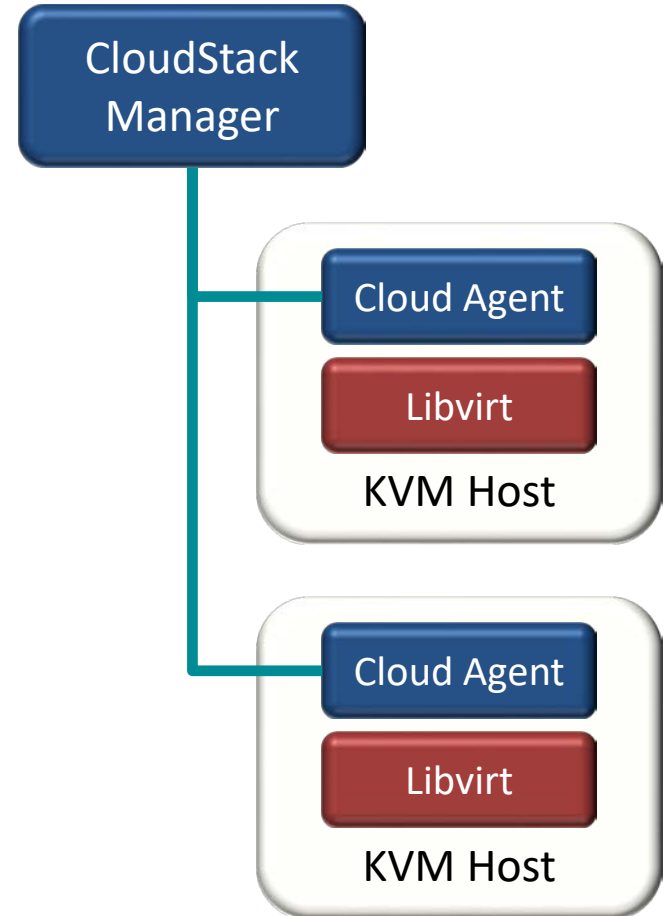 CloudStack
Manager
Cloud Agent
Libvirt
KVM Host
Cloud Agent
Libvirt
KVM Host